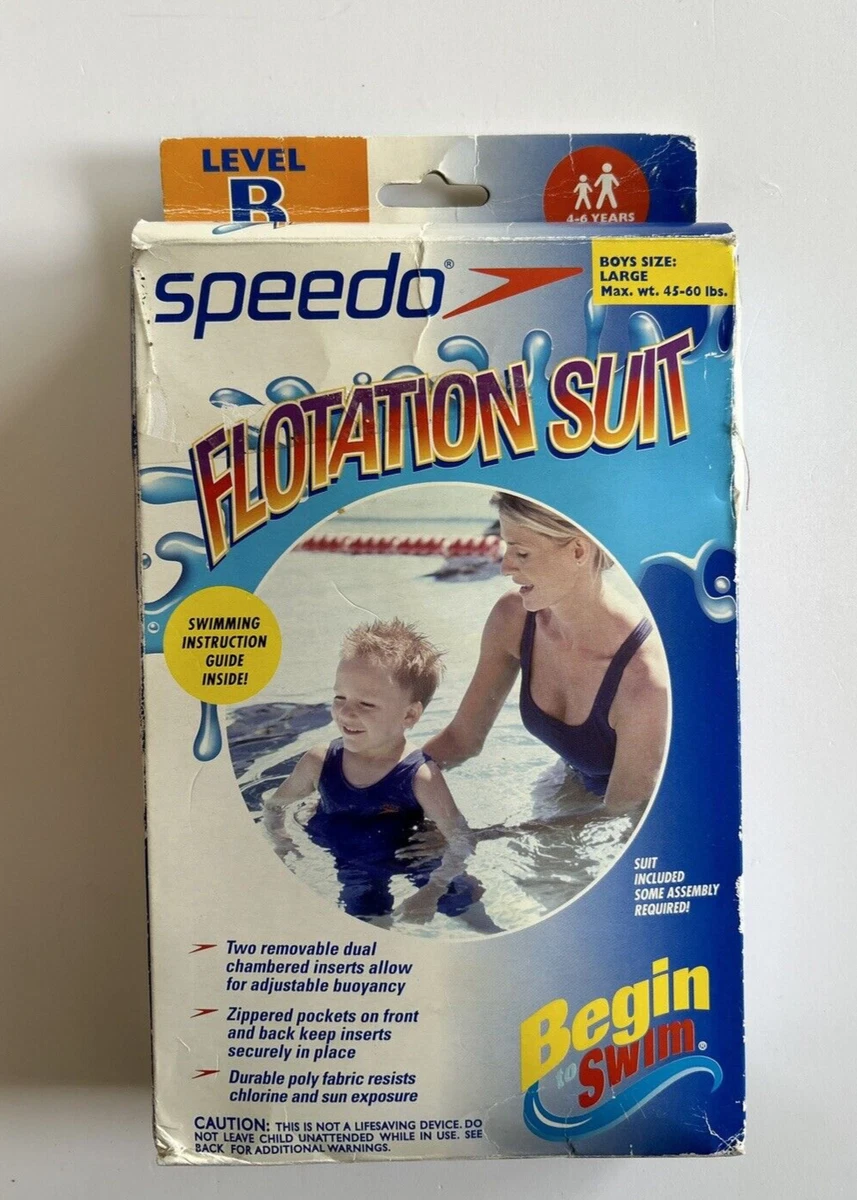 LEVEL
B
4-6 YEARS
speedo®
BOYS SIZE:
LARGE
Max. wt. 45-60 lbs.
FLOTATION SUIT
SWIMMING
INSTRUCTION
GUIDE
INSIDE!
SUIT
INCLUDED
SOME ASSEMBLY
REQUIRED!
Two removable dual
chambered inserts allow
for adjustable buoyancy
Zippered pockets on front
and back keep inserts
securely in place
Durable poly fabric resists
chlorine and sun exposure
Begin
to Swim®
CAUTION: THIS IS NOT A LIFESAVING DEVICE. DO
NOT LEAVE CHILD UNATTENDED WHILE IN USE. SEE
BACK FOR ADDITIONAL WARNINGS.